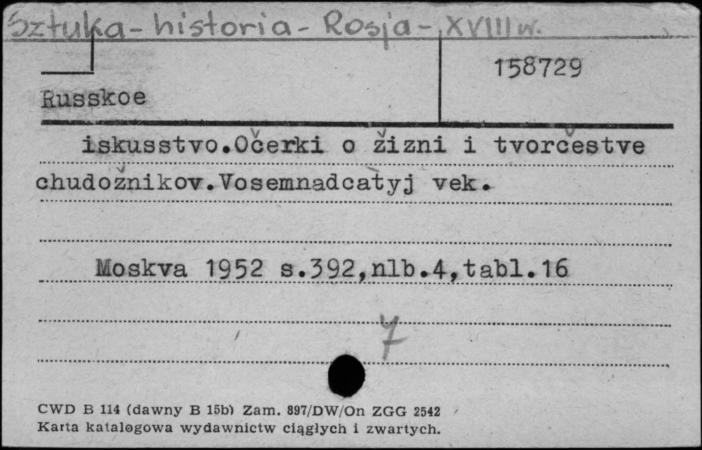 Sztuka - historia - Rosja - XVIII w.
158729
Russkoe
iskusstvo.Očerki o žizni i tvorčestve
chudožnikov.Vosemnadcatyj vek.
Moskva 1952 s.392,nlb.4,tabl.16
7
CWD B 114 (dawny B 15b) Zam. 897/DW/On ZGG 2542
Karta katalogowa wydawnictw ciągłych i zwartych.